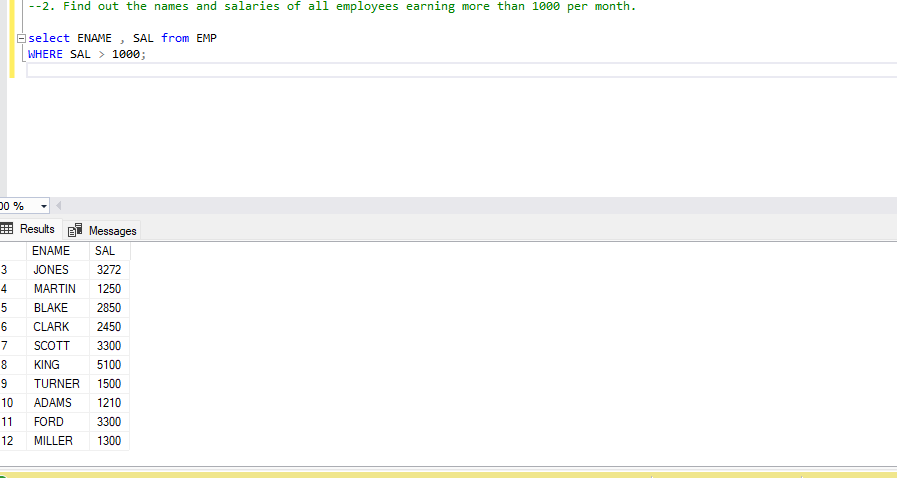 --2. Find out the names and salaries of all employees earning more than 1000 per month.
select ENAME , SAL from EMP
WHERE SAL > 1000;
00 %
Results Messages
ENAME SAL
3 JONES 3272
4 MARTIN 1250
5 BLAKE 2850
6 CLARK 2450
7 SCOTT 3300
8 KING 5100
9 TURNER 1500
10 ADAMS 1210
11 FORD 3300
12 MILLER 1300